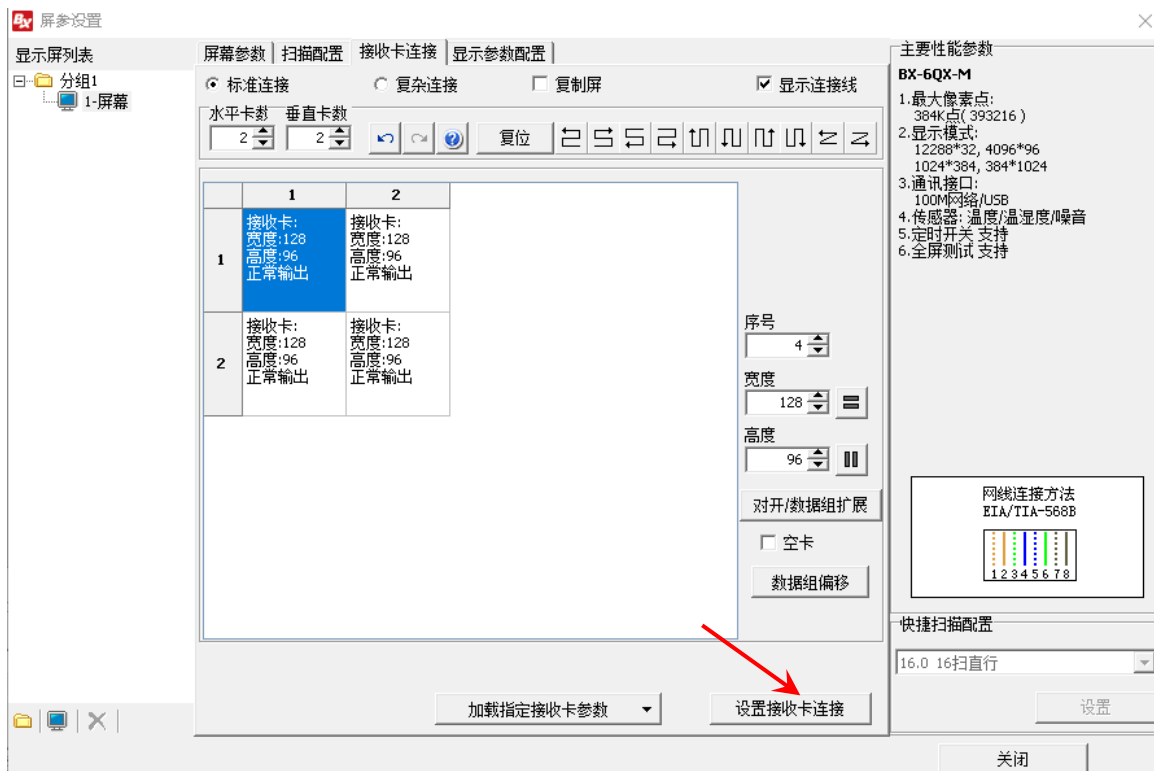 BX 屏参设置
显示屏列表
分组1
1-屏幕
屏幕参数 扫描配置 接收卡连接 显示参数配置
标准连接 复杂连接 复制屏 显示连接线
水平卡数 垂直卡数
2 2 复位
1 2
1
接收卡:
宽度:128
高度:96
正常输出
接收卡:
宽度:128
高度:96
正常输出
2
接收卡:
宽度:128
高度:96
正常输出
接收卡:
宽度:128
高度:96
正常输出
序号
4
宽度
128
高度
96
对开/数据组扩展
空卡
数据组偏移
加载指定接收卡参数
设置接收卡连接
主要性能参数
BX-6QX-M
1.最大像素点:
384K点(393216)
2.显示模式:
12288*32, 4096*96
1024*384, 384*1024
3.通讯接口:
100M网络/USB
4.传感器: 温度/温湿度/噪音
5.定时开关 支持
6.全屏测试 支持
网线连接方法
EIA/TIA-568B
1 2 3 4 5 6 7 8
快捷扫描配置
16.0 16扫直行
设置
关闭